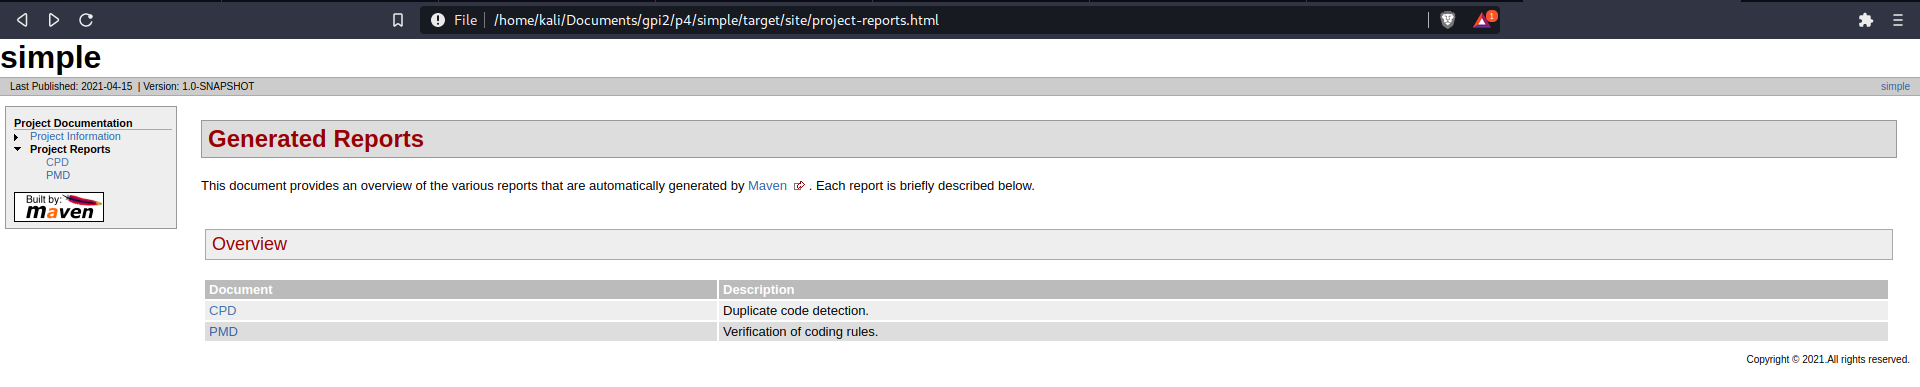 File /home/kali/Documents/gpi2/p4/simple/target/site/project-reports.html
1
simple
Last Published: 2021-04-15 | Version: 1.0-SNAPSHOT
simple
Project Documentation
Project Information
Project Reports
CPD
PMD
Built by:
maven
Generated Reports
This document provides an overview of the various reports that are automatically generated by Maven . Each report is briefly described below.
Overview
Document Description
CPD Duplicate code detection.
PMD Verification of coding rules.
Copyright © 2021.All rights reserved.